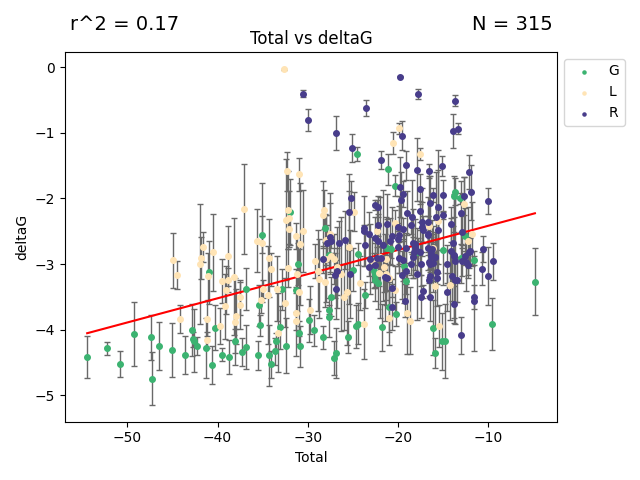 r^2 = 0.17
N = 315
Total vs deltaG
G
L
R
0
−1
−2
−3
−4
−5
deltaG
−50
−40
−30
−20
−10
Total